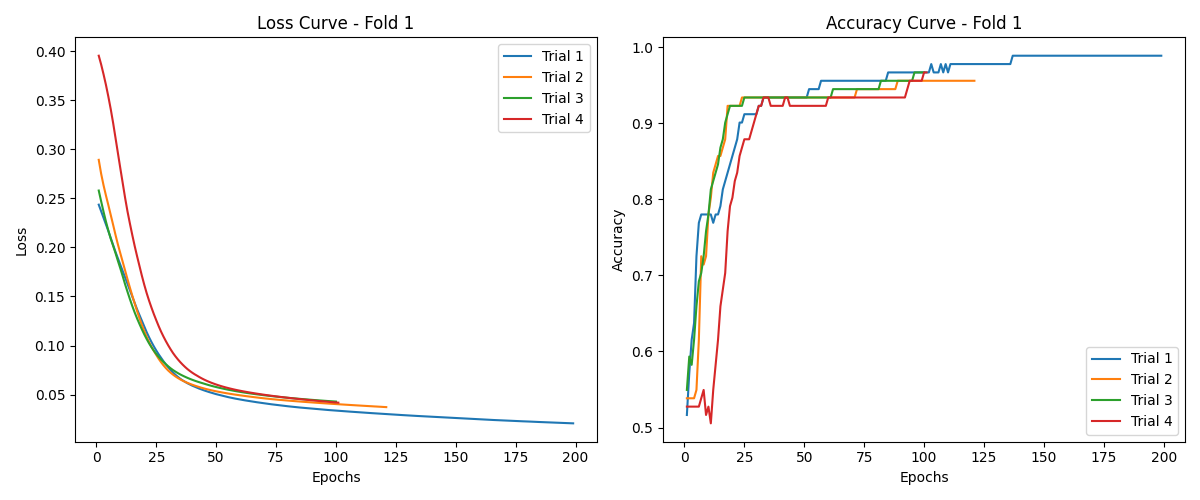 Loss Curve - Fold 1
Loss
0.40
0.35
0.30
0.25
0.20
0.15
0.10
0.05
0
25
50
75
100
125
150
175
200
Epochs
Trial 1
Trial 2
Trial 3
Trial 4
Accuracy Curve - Fold 1
Accuracy
1.0
0.9
0.8
0.7
0.6
0.5
0
25
50
75
100
125
150
175
200
Epochs
Trial 1
Trial 2
Trial 3
Trial 4